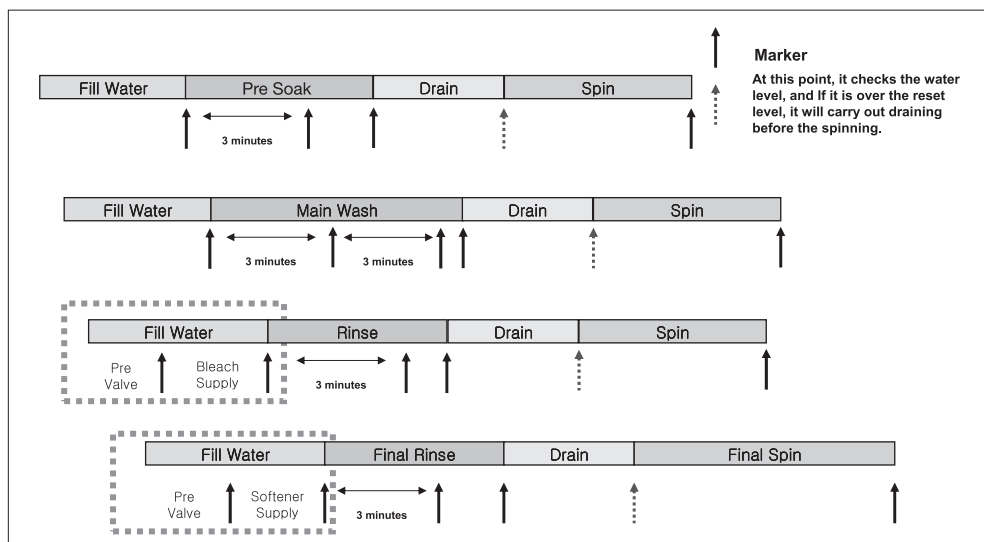 Marker
At this point, it checks the water
level, and If it is over the reset
level, it will carry out draining
before the spinning.
Fill Water Pre Soak Drain Spin
3 minutes
Fill Water Main Wash Drain Spin
3 minutes 3 minutes
Fill Water Rinse Drain Spin
Pre Bleach
Valve Supply
3 minutes
Fill Water Final Rinse Drain Final Spin
Pre Softener
Valve Supply
3 minutes